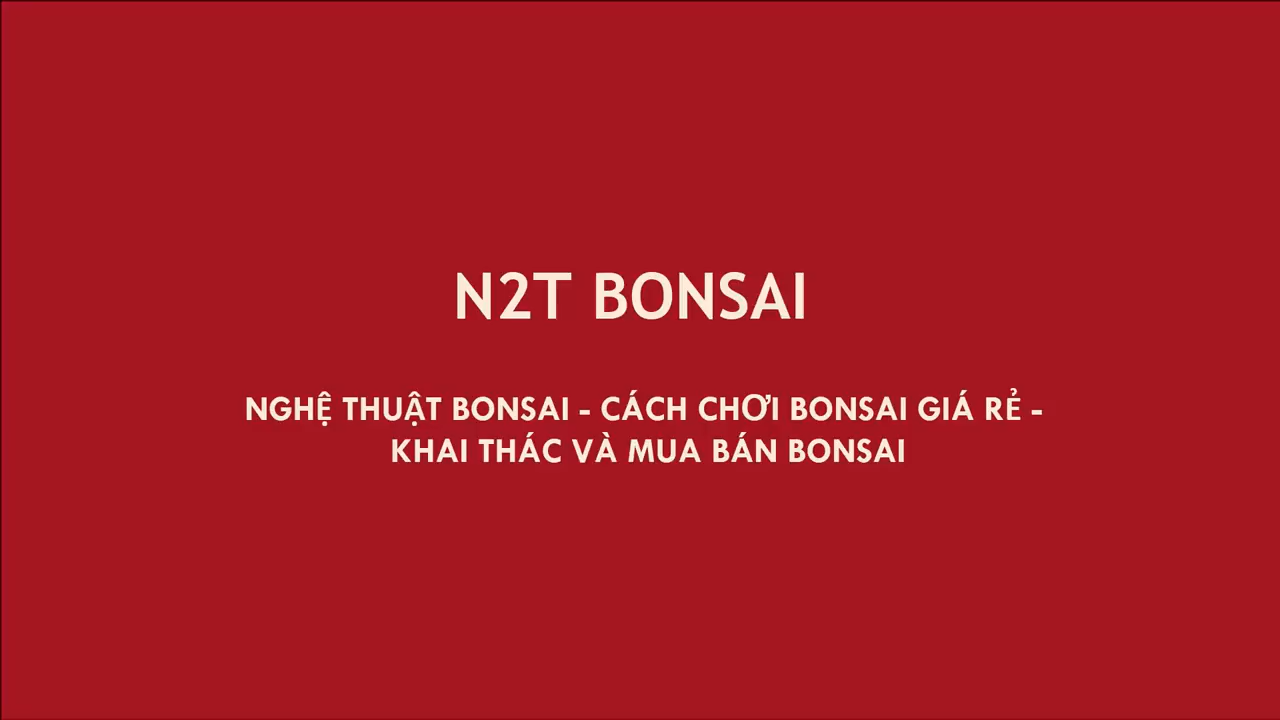 N2T BONSAI
NGHỆ THUẬT BONSAI - CÁCH CHƠI BONSAI GIÁ RẺ -
KHAI THÁC VÀ MUA BÁN BONSAI